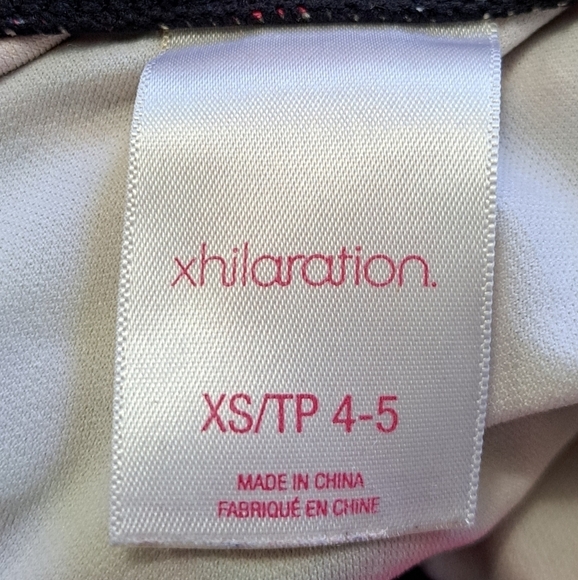 xhilaration.
XS/TP 4-5
MADE IN CHINA
FABRIQUÉ EN CHINE